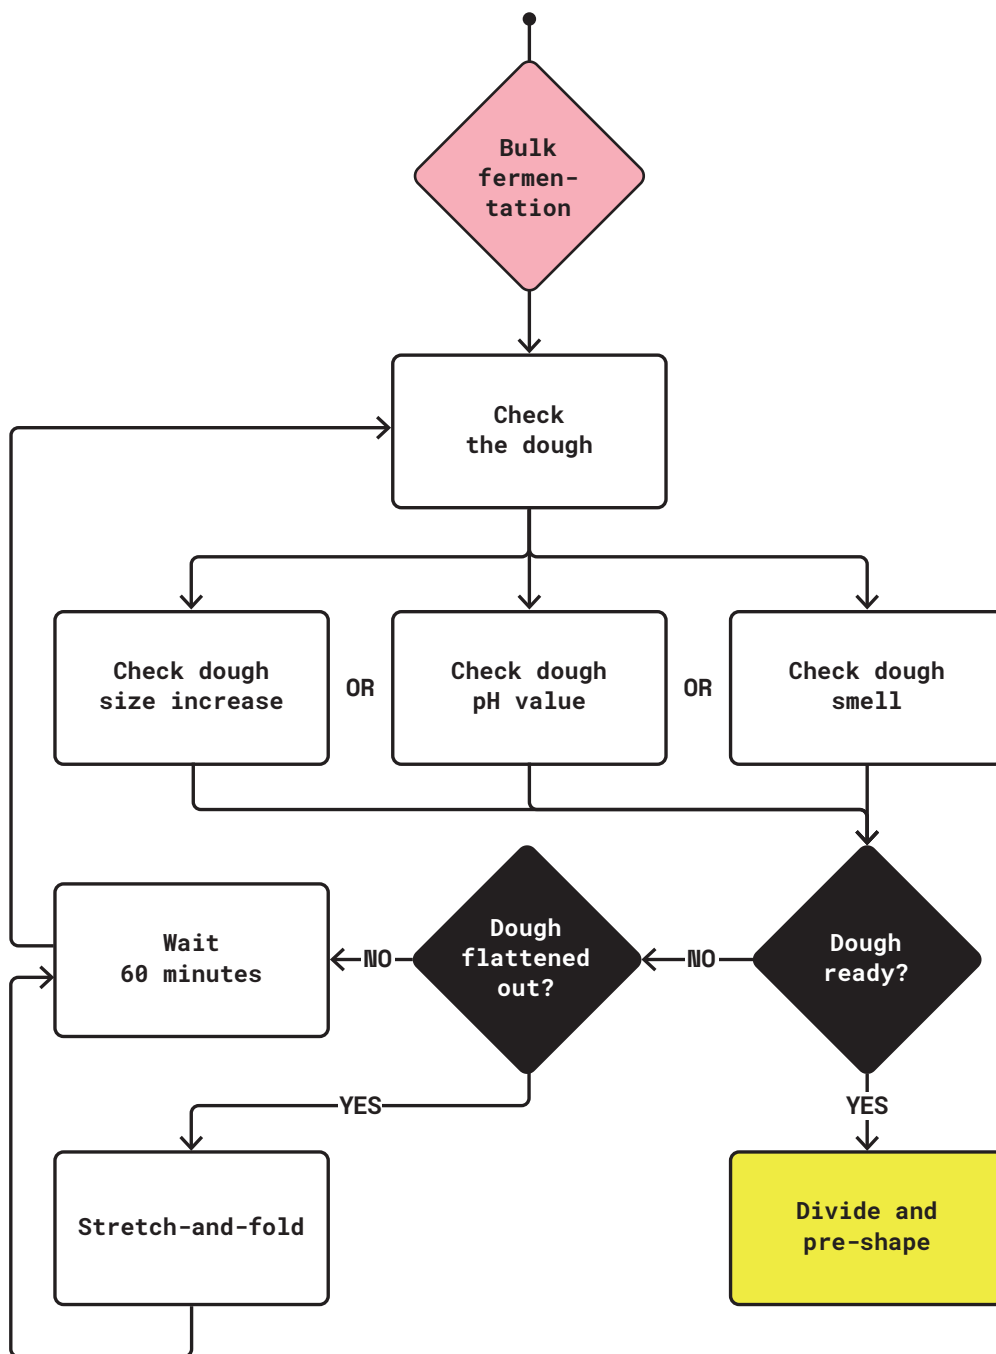 Bulk
fermen-
tation
Check
the dough
Check dough
size increase
OR
Check dough
pH value
OR
Check dough
smell
Wait
60 minutes
NO
Dough
flattened
out?
NO
Dough
ready?
YES
YES
Stretch-and-fold
Divide and
pre-shape